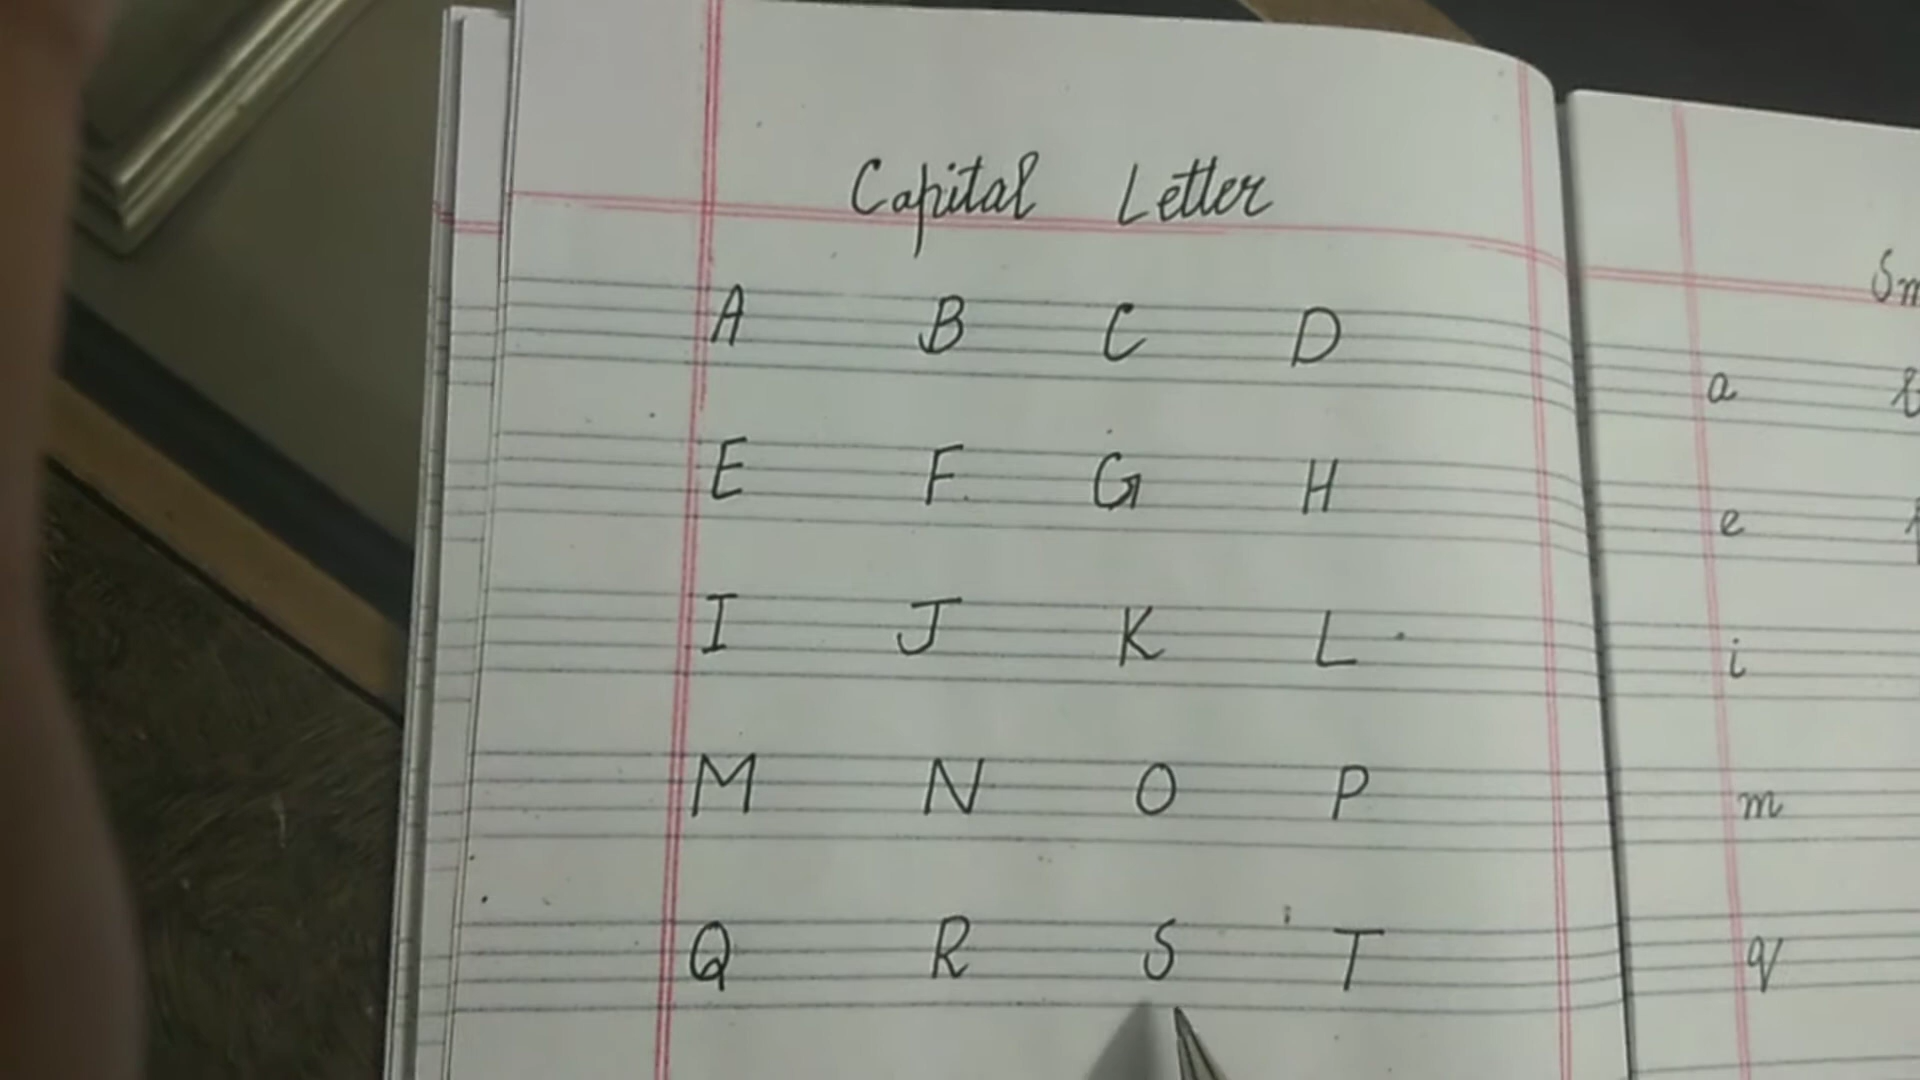 Capital Letter
A B C D
E F G H
I J K L
M N O P
Q R S T
a
e
i
m
q